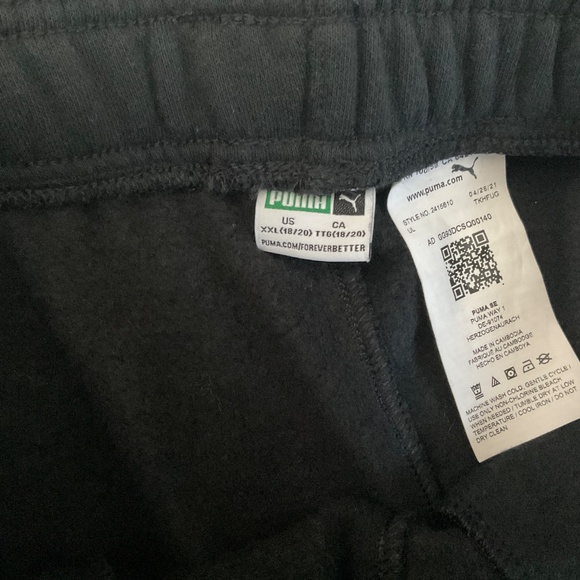 PUMA
US CA
XXL(18/20) TTG(18/20)
PUMA.COM/FOREVERBETTER
www.puma.com 04/26/21
STYLE NO. 2415610 TKHFUG
UL
AD 0093DCSQ00140
PUMA SE
PUMA WAY 1
DE-91074
HERZOGENAURACH
MADE IN CAMBODIA
FABRIQUÉ AU CAMBODGE
HECHO EN CAMBOYA
MACHINE WASH COLD, GENTLE CYCLE /
USE ONLY NON-CHLORINE BLEACH
WHEN NEEDED / TUMBLE DRY AT LOW
TEMPERATURE / COOL IRON / DO NOT
DRY CLEAN